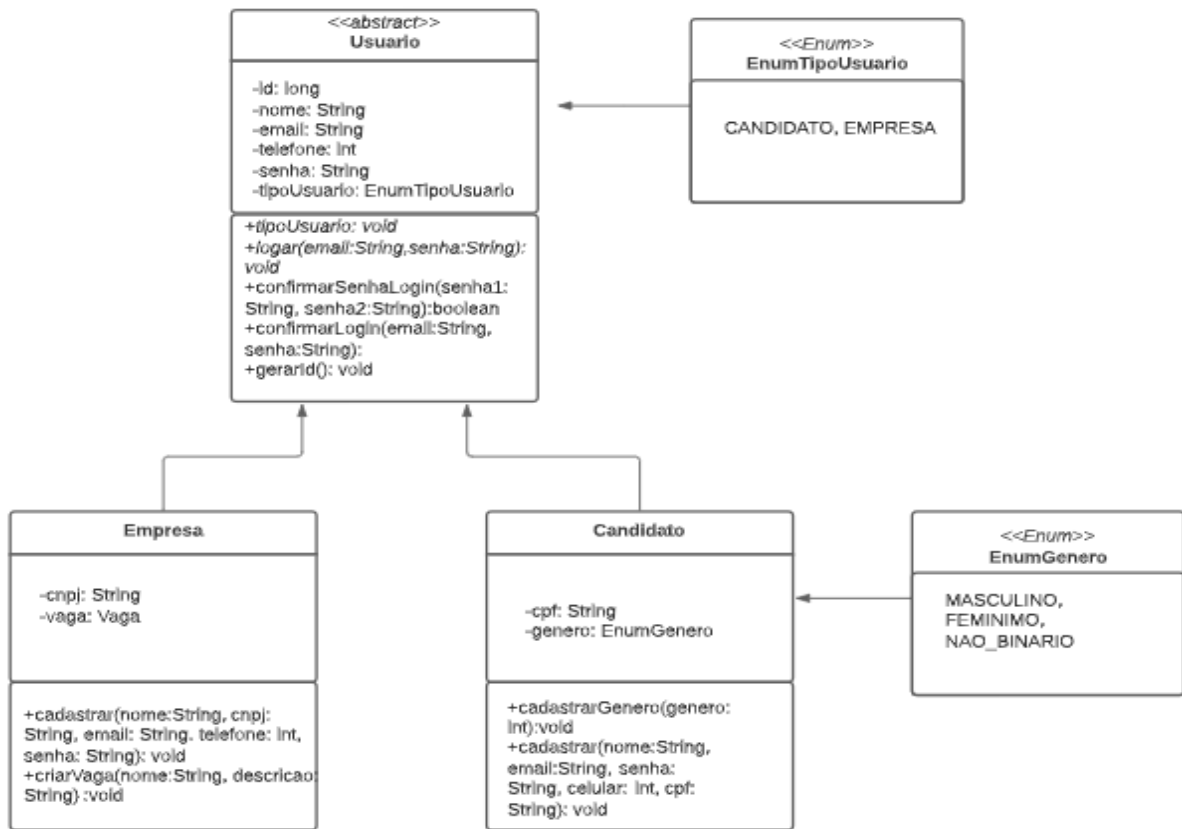 <<abstract>>
Usuario
-id: long
-nome: String
-email: String
-telefone: int
-senha: String
-tipoUsuario: EnumTipoUsuario
+tipoUsuario: void
+logar(email:String,senha:String):
void
+confirmarSenhaLogin(senha1:
String, senha2:String):boolean
+confirmarLogin(email:String,
senha:String):
+gerarId(): void
<<Enum>>
EnumTipoUsuario
CANDIDATO, EMPRESA
Empresa
-cnpj: String
-vaga: Vaga
+cadastrar(nome:String, cnpj:
String, email: String. telefone: int,
senha: String): void
+criarVaga(nome:String, descricao:
String) :void
Candidato
-cpf: String
-genero: EnumGenero
+cadastrarGenero(genero:
int):void
+cadastrar(nome:String,
email:String, senha:
String, celular: int, cpf:
String): void
<<Enum>>
EnumGenero
MASCULINO,
FEMINIMO,
NAO_BINARIO